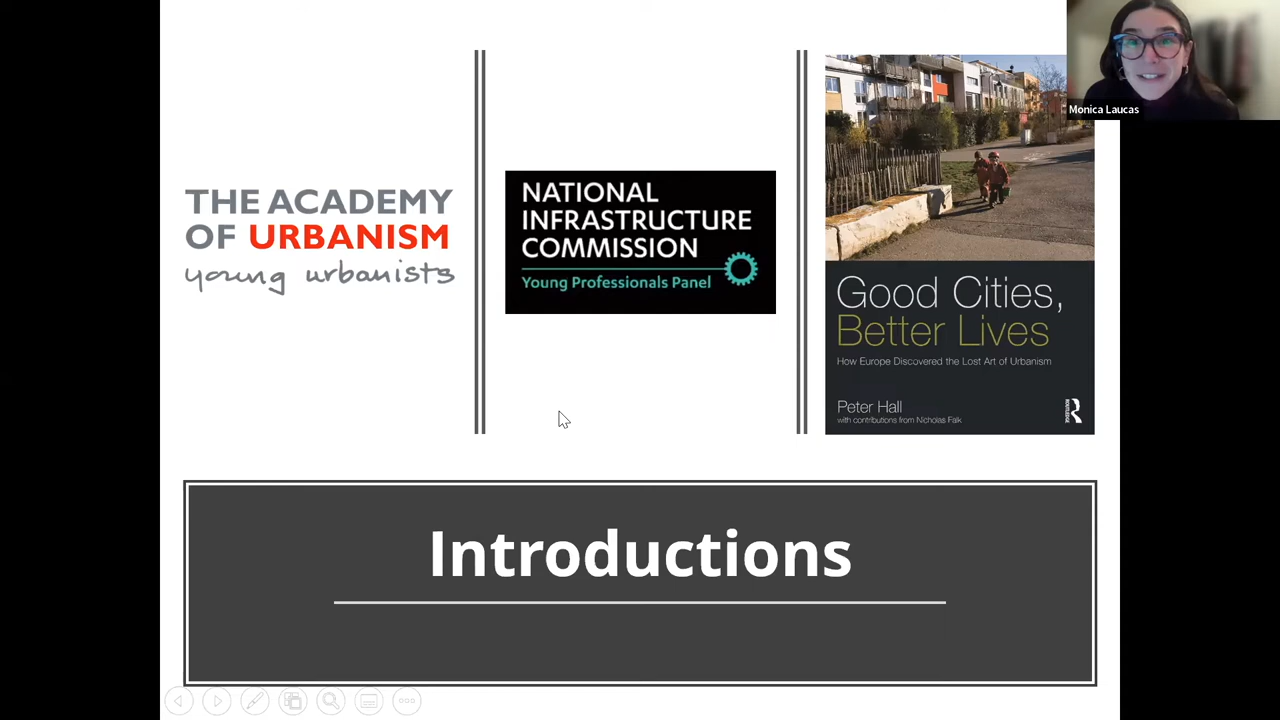 Monica Laucas
THE ACADEMY
OF URBANISM
young urbanists
NATIONAL
INFRASTRUCTURE
COMMISSION
Young Professionals Panel
Good Cities,
Better Lives
How Europe Discovered the Lost Art of Urbanism
Peter Hall
with contributions from Nicholas Falk
ROUTLEDGE
Introductions